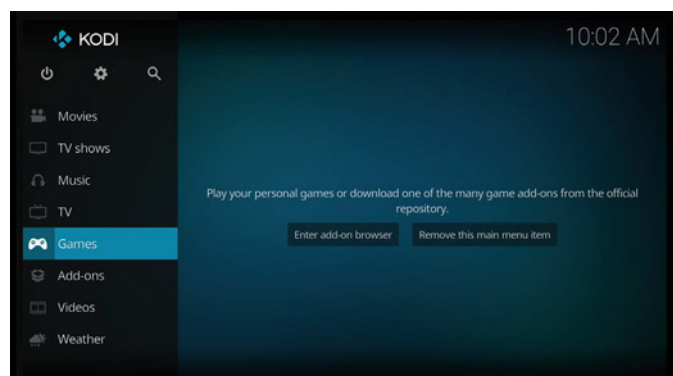 KODI
10:02 AM
Movies
TV shows
Music
TV
Games
Add-ons
Videos
Weather
Play your personal games or download one of the many game add-ons from the official
repository.
Enter add-on browser
Remove this main menu item